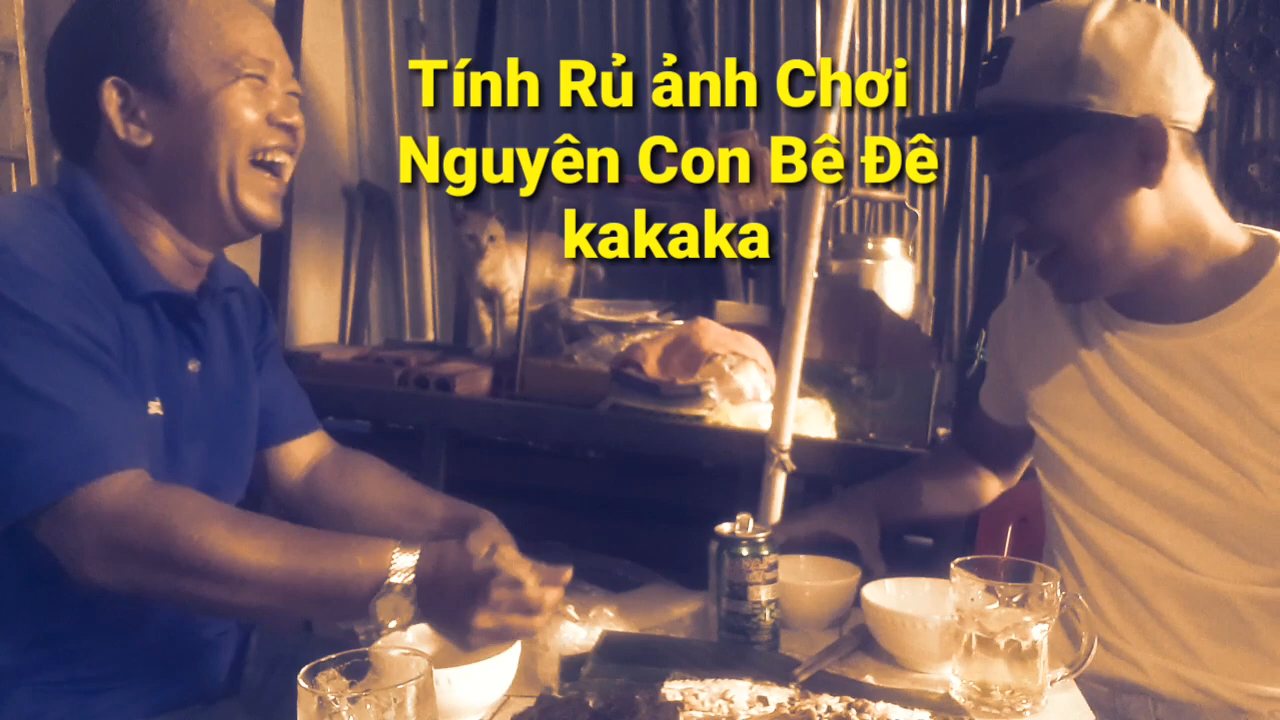 Tính Rủ ảnh Chơi
Nguyên Con Bê Đê
kakaka